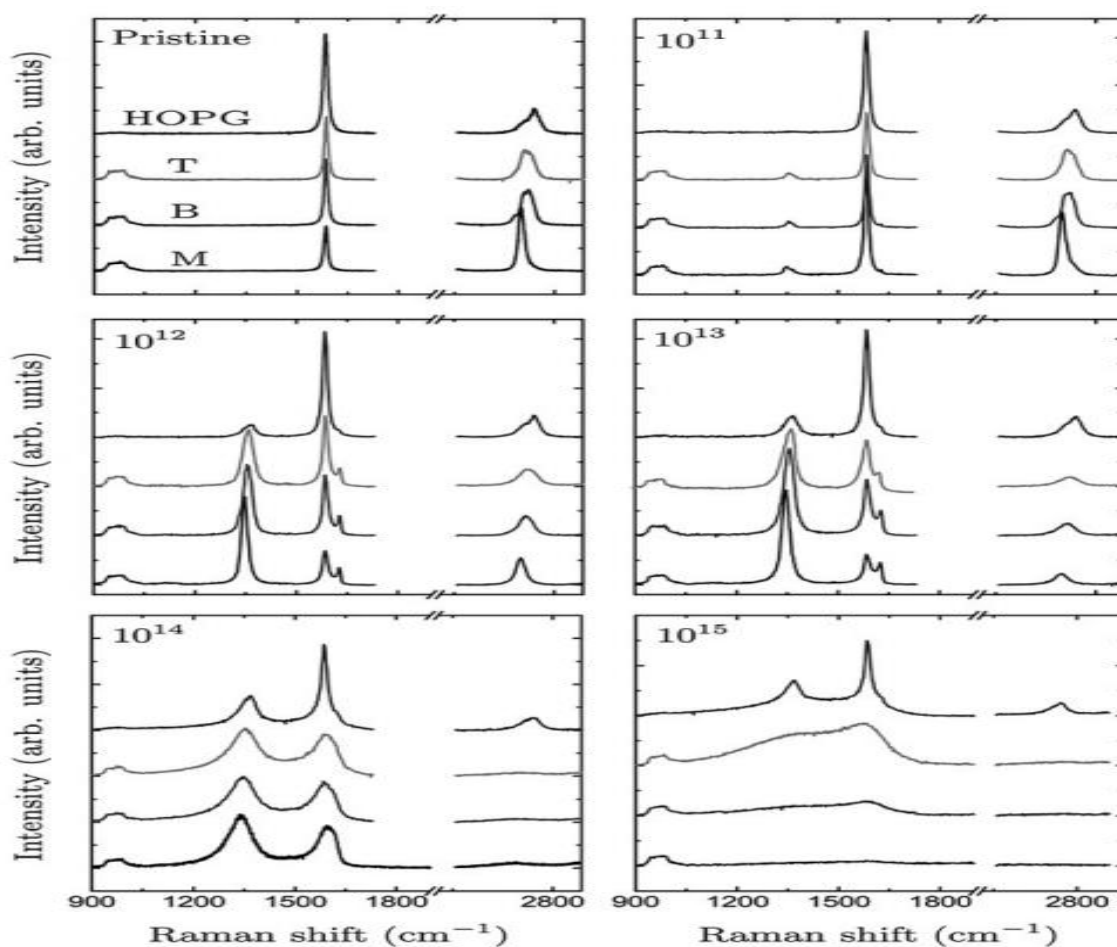 Pristine
10¹¹
HOPG
T
B
M
Intensity (arb. units)
10¹²
10¹³
Intensity (arb. units)
10¹⁴
10¹⁵
Intensity (arb. units)
900 1200 1500 1800 2800 900 1200 1500 1800 2800
Raman shift (cm⁻¹) Raman shift (cm⁻¹)